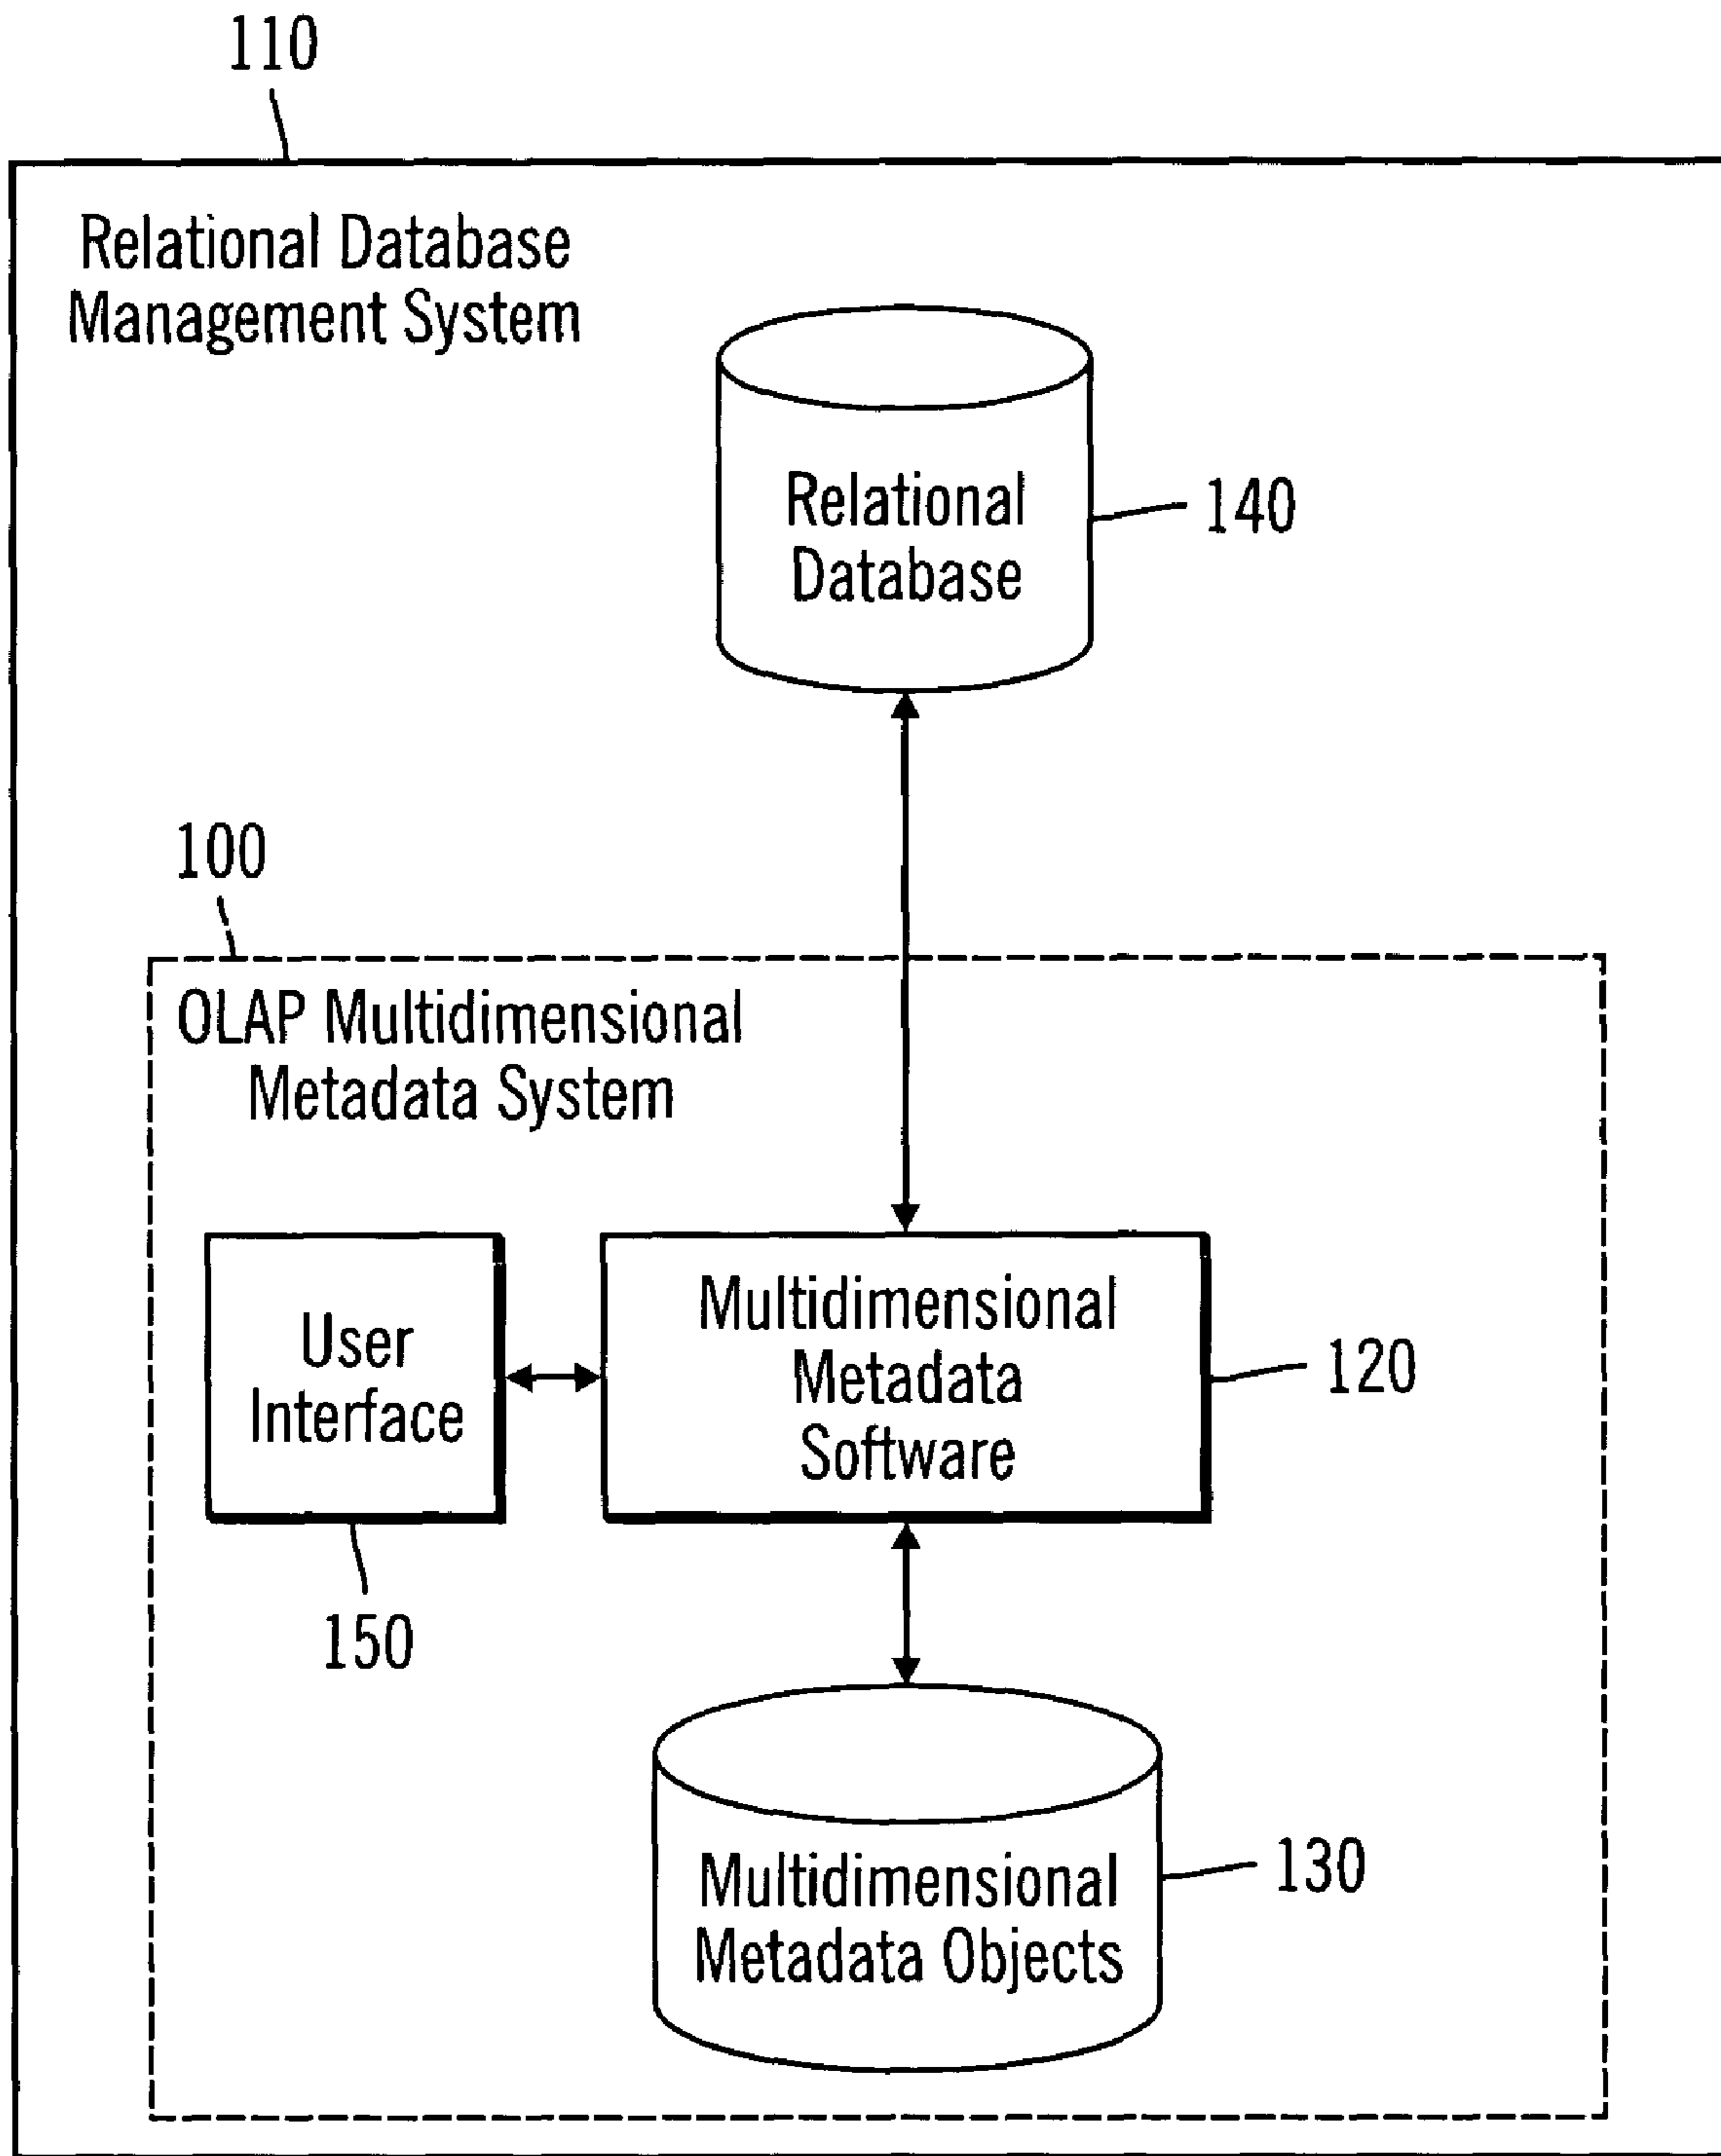 110
Relational Database
Management System
Relational
Database
140
100
OLAP Multidimensional
Metadata System
User
Interface
Multidimensional
Metadata
Software
120
150
Multidimensional
Metadata Objects
130